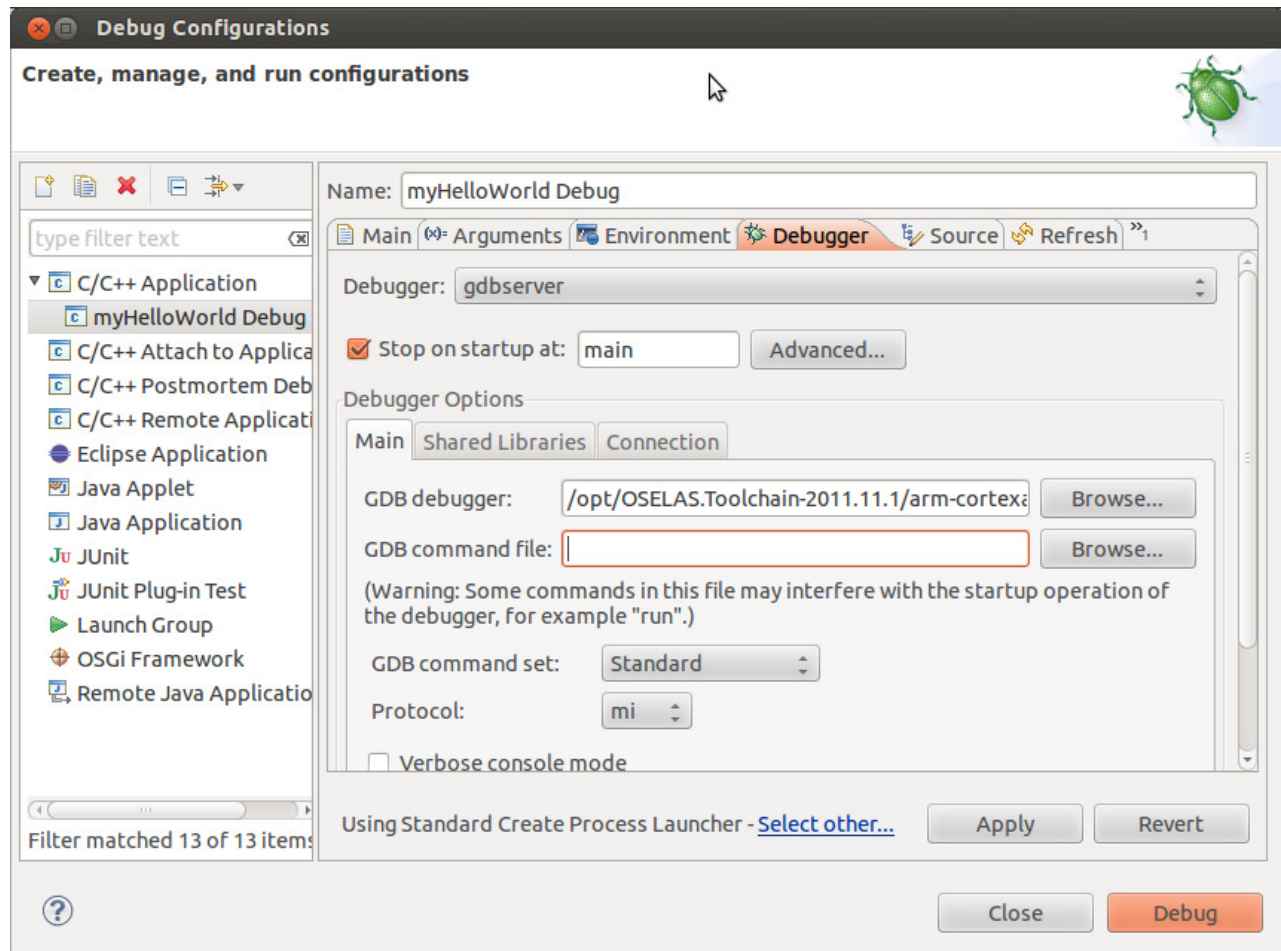 Debug Configurations
Create, manage, and run configurations
type filter text
C/C++ Application
myHelloWorld Debug
C/C++ Attach to Applica
C/C++ Postmortem Deb
C/C++ Remote Applicati
Eclipse Application
Java Applet
Java Application
JUnit
JUnit Plug-in Test
Launch Group
OSGi Framework
Remote Java Applicatio
Filter matched 13 of 13 items
Name: myHelloWorld Debug
Main (x)= Arguments Environment Debugger Source Refresh »1
Debugger: gdbserver
Stop on startup at: main Advanced...
Debugger Options
Main Shared Libraries Connection
GDB debugger: /opt/OSELAS.Toolchain-2011.11.1/arm-cortexa Browse...
GDB command file: Browse...
(Warning: Some commands in this file may interfere with the startup operation of
the debugger, for example "run".)
GDB command set: Standard
Protocol: mi
Verbose console mode
Using Standard Create Process Launcher - Select other... Apply Revert
? Close Debug